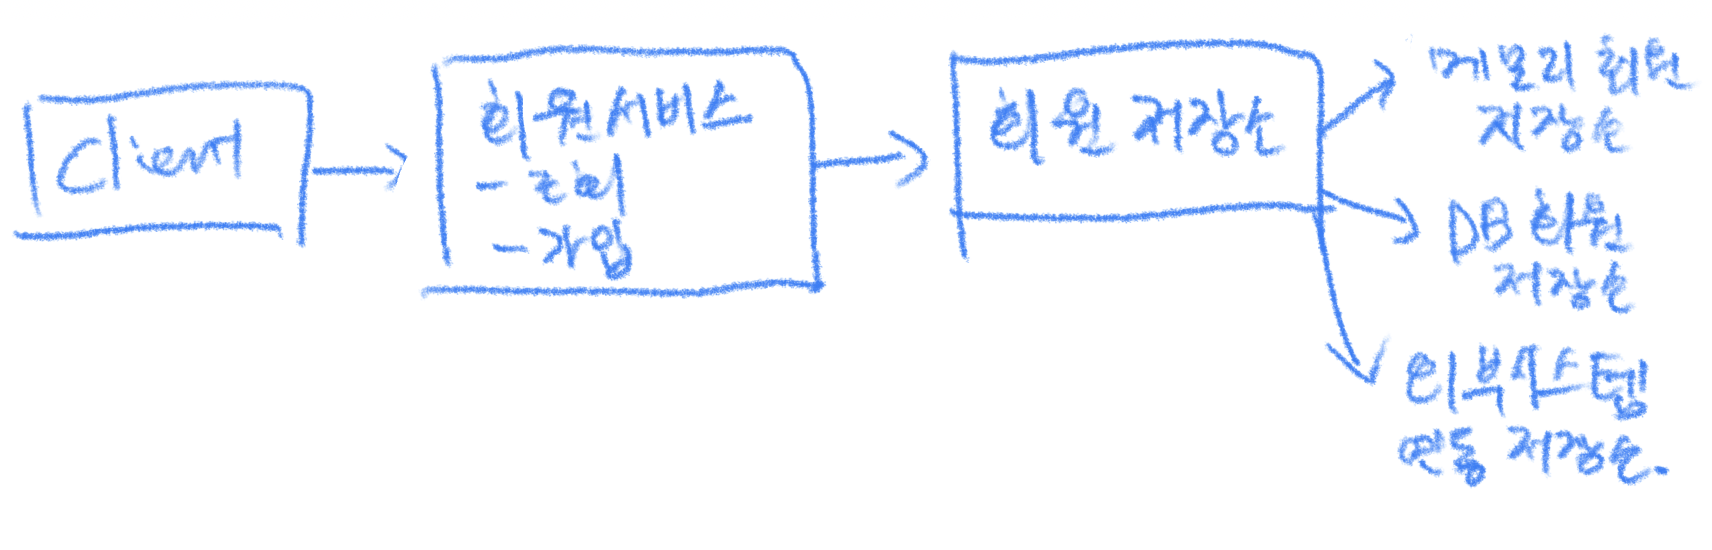 Client
회원 서비스
- 조회
- 가입
회원 저장소
메모리 회원
저장소
DB 회원
저장소
외부시스템
연동 저장소.